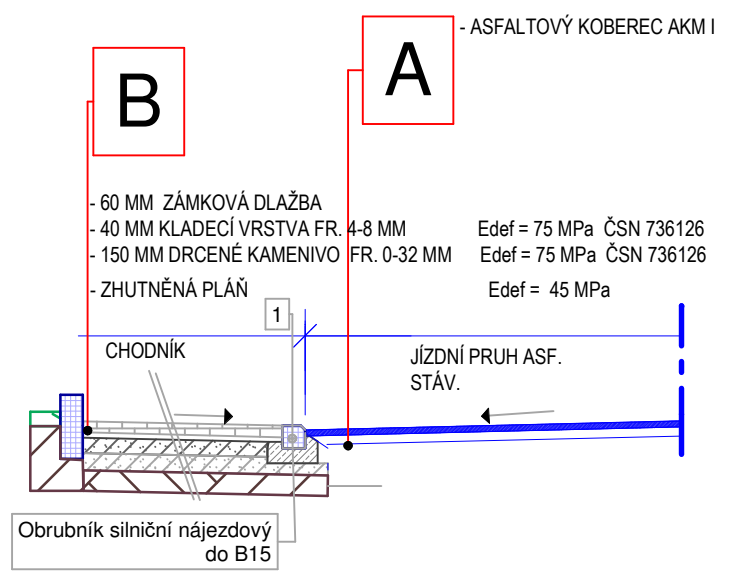 - ASFALTOVÝ KOBEREC AKM I
B
A
- 60 MM ZÁMKOVÁ DLAŽBA
- 40 MM KLADECÍ VRSTVA FR. 4-8 MM Edef = 75 MPa ČSN 736126
- 150 MM DRCENÉ KAMENIVO FR. 0-32 MM Edef = 75 MPa ČSN 736126
- ZHUTNĚNÁ PLÁŇ Edef = 45 MPa
1
CHODNÍK
JÍZDNÍ PRUH ASF.
STÁV.
Obrubník silniční nájezdový
do B15